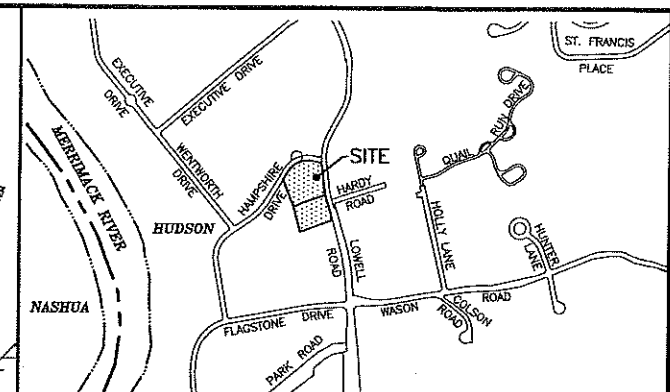 ST. FRANCIS
PLACE
EXECUTIVE
DRIVE
EXECUTIVE DRIVE
MERRIMACK RIVER
WENTWORTH
DRIVE
HAMPSHIRE
DRIVE
SITE
QUAIL
RUN DRIVE
HARDY
ROAD
HUDSON
HOLLY LANE
HUNTER
LANE
LOWELL
ROAD
NASHUA
FLAGSTONE DRIVE
WASON ROAD
COLSON
ROAD
PARK ROAD